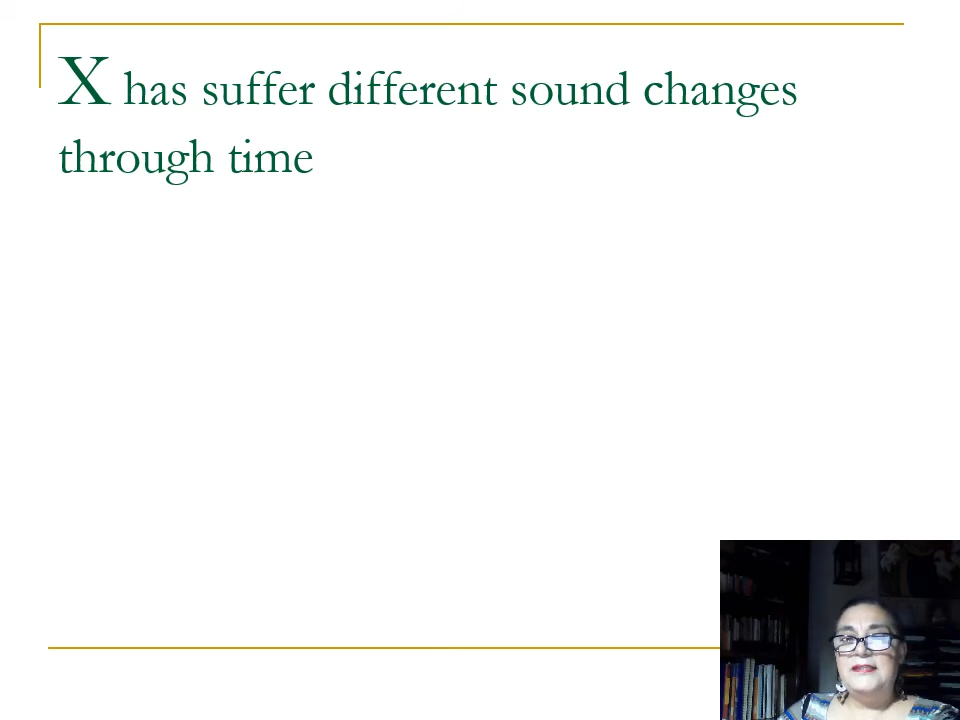 X has suffer different sound changes
through time